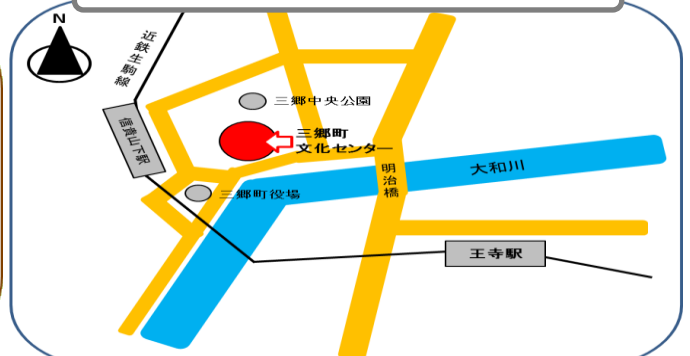 N
近鉄生駒線
三郷中央公園
信貴山下駅
三郷町
文化センター
明治橋
大和川
三郷町役場
王寺駅